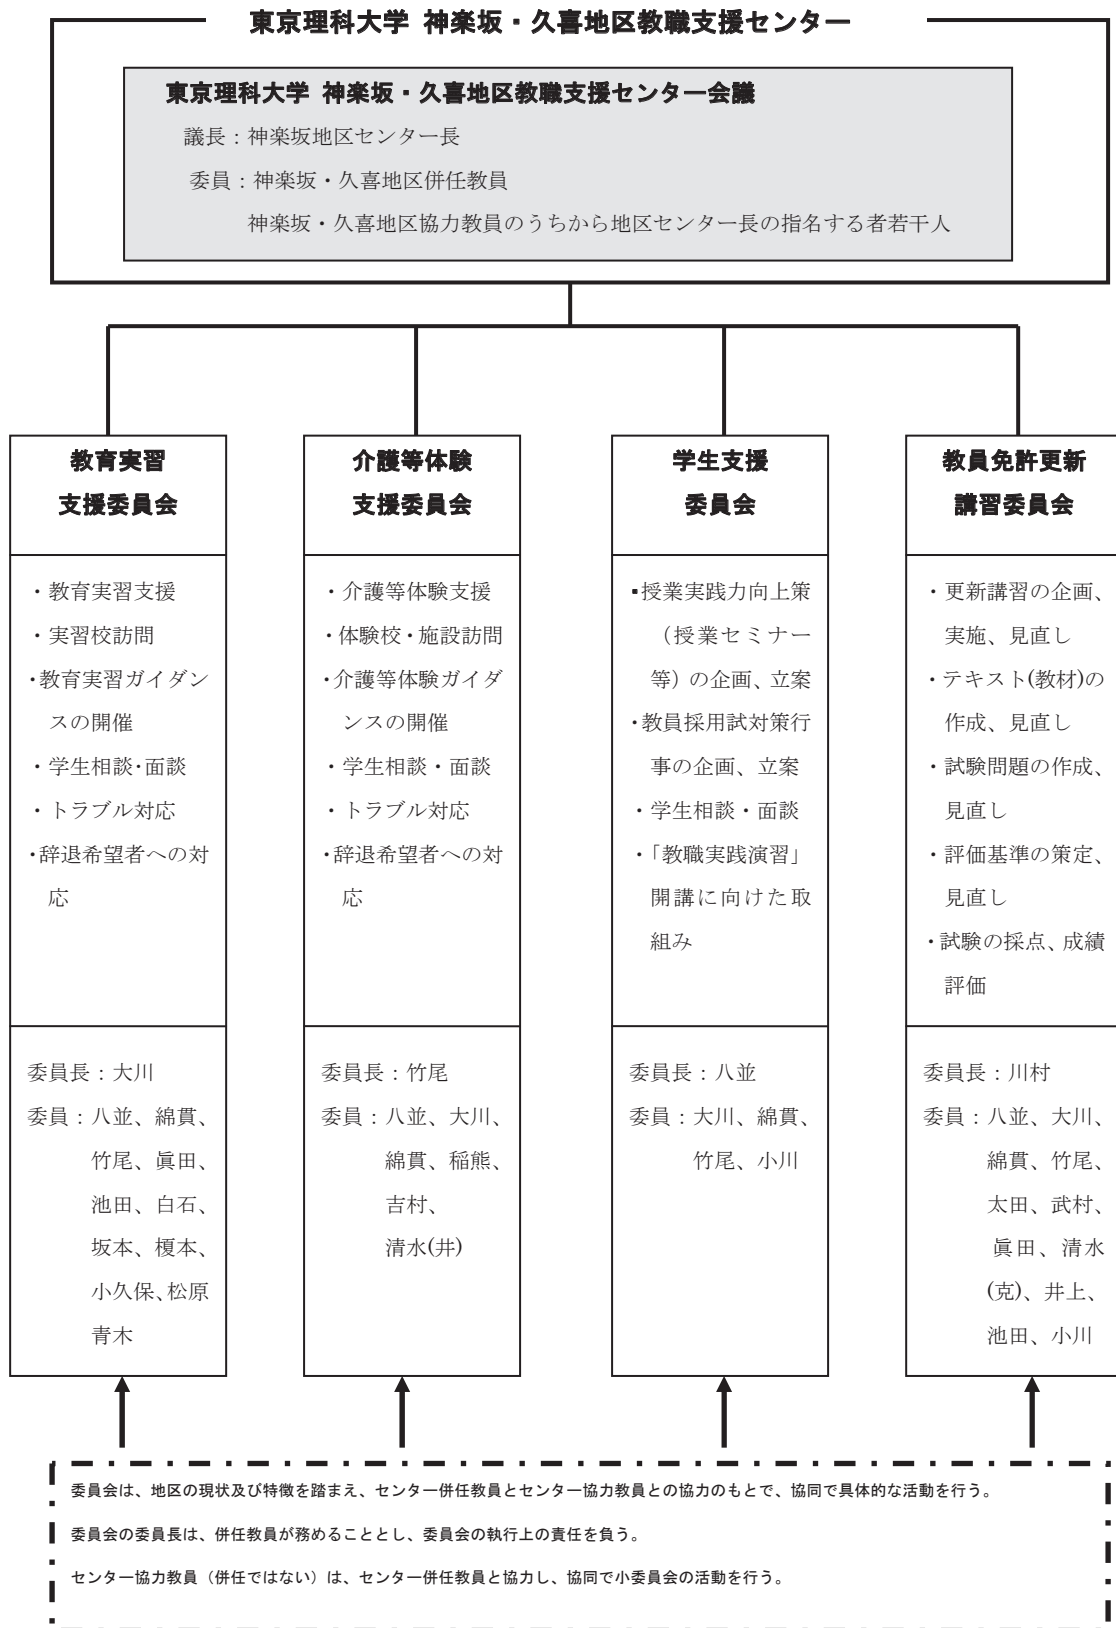 東京理科大学 神楽坂・久喜地区教職支援センター
東京理科大学 神楽坂・久喜地区教職支援センター会議
議長：神楽坂地区センター長
委員：神楽坂・久喜地区併任教員
神楽坂・久喜地区協力教員のうちから地区センター長の指名する者若干人
教育実習
支援委員会
・教育実習支援
・実習校訪問
・教育実習ガイダン
スの開催
・学生相談・面談
・トラブル対応
・辞退希望者への対
応
委員長：大川
委員：八並、綿貫、
竹尾、眞田、
池田、白石、
坂本、榎本、
小久保、松原
青木
介護等体験
支援委員会
・介護等体験支援
・体験校・施設訪問
・介護等体験ガイダ
ンスの開催
・学生相談・面談
・トラブル対応
・辞退希望者への対
応
委員長：竹尾
委員：八並、大川、
綿貫、稲熊、
吉村、
清水(井)
学生支援
委員会
▪授業実践力向上策
（授業セミナー
等）の企画、立案
・教員採用試対策行
事の企画、立案
・学生相談・面談
・「教職実践演習」
開講に向けた取
組み
委員長：八並
委員：大川、綿貫、
竹尾、小川
教員免許更新
講習委員会
・更新講習の企画、
実施、見直し
・テキスト(教材)の
作成、見直し
・試験問題の作成、
見直し
・評価基準の策定、
見直し
・試験の採点、成績
評価
委員長：川村
委員：八並、大川、
綿貫、竹尾、
太田、武村、
眞田、清水
(克)、井上、
池田、小川
委員会は、地区の現状及び特徴を踏まえ、センター併任教員とセンター協力教員との協力のもとで、協同で具体的な活動を行う。
委員会の委員長は、併任教員が務めることとし、委員会の執行上の責任を負う。
センター協力教員（併任ではない）は、センター併任教員と協力し、協同で小委員会の活動を行う。